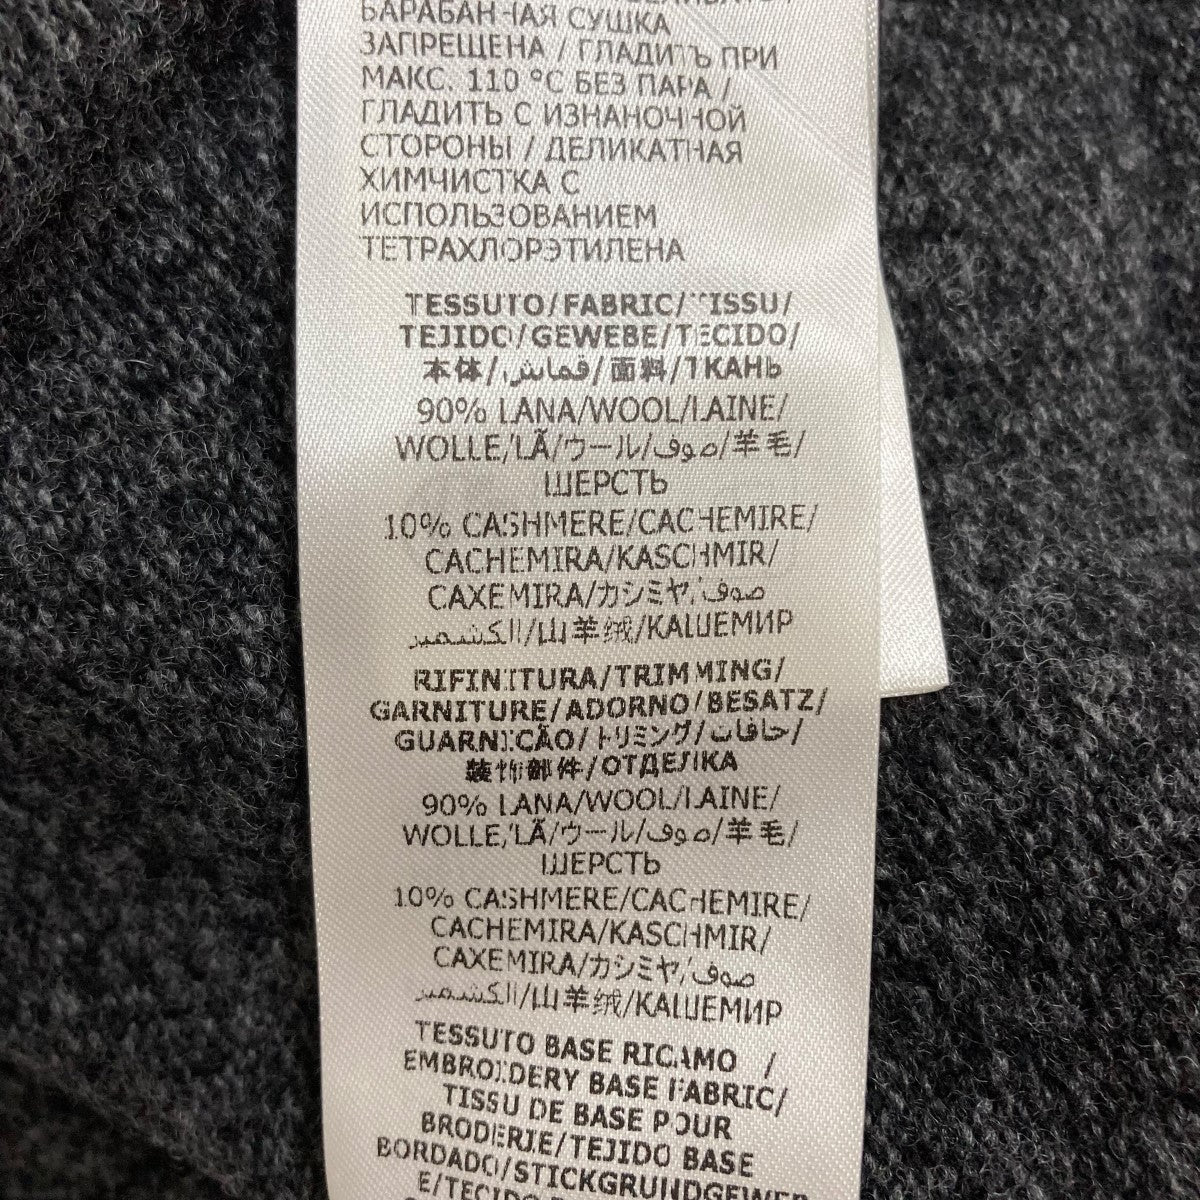 БАРАБАННАЯ СУШКА
ЗАПРЕЩЕНА / ГЛАДИТЬ ПРИ
МАКС. 110 °C БЕЗ ПАРА /
ГЛАДИТЬ С ИЗНАНОЧНОЙ
СТОРОНЫ / ДЕЛИКАТНАЯ
ХИМЧИСТКА С
ИСПОЛЬЗОВАНИЕМ
ТЕТРАХЛОРЭТИЛЕНА
TESSUTO/FABRIC/TISSU/
TEJIDO/GEWEBE/TECIDO/
本体/قماش/面料/ТКАНЬ
90% LANA/WOOL/LAINE/
WOLLE/LÃ/ウール/صوف/羊毛/
ШЕРСТЬ
10% CASHMERE/CACHEMIRE/
CACHEMIRA/KASCHMIR/
CAXEMIRA/カシミヤ/صوف
الكشمير/山羊绒/КАШЕМИР
RIFINITURA/TRIMMING/
GARNITURE/ADORNO/BESATZ/
GUARNIÇÃO/トリミング/حافات/
装饰部件/ОТДЕЛКА
90% LANA/WOOL/LAINE/
WOLLE/LÃ/ウール/صوف/羊毛/
ШЕРСТЬ
10% CASHMERE/CACHEMIRE/
CACHEMIRA/KASCHMIR/
CAXEMIRA/カシミヤ/صوف
الكشمير/山羊绒/КАШЕМИР
TESSUTO BASE RICAMO /
EMBROIDERY BASE FABRIC/
TISSU DE BASE POUR
BRODERIE/TEJIDO BASE
BORDADO/STICKGRUNDGEWEB
E/TECIDO